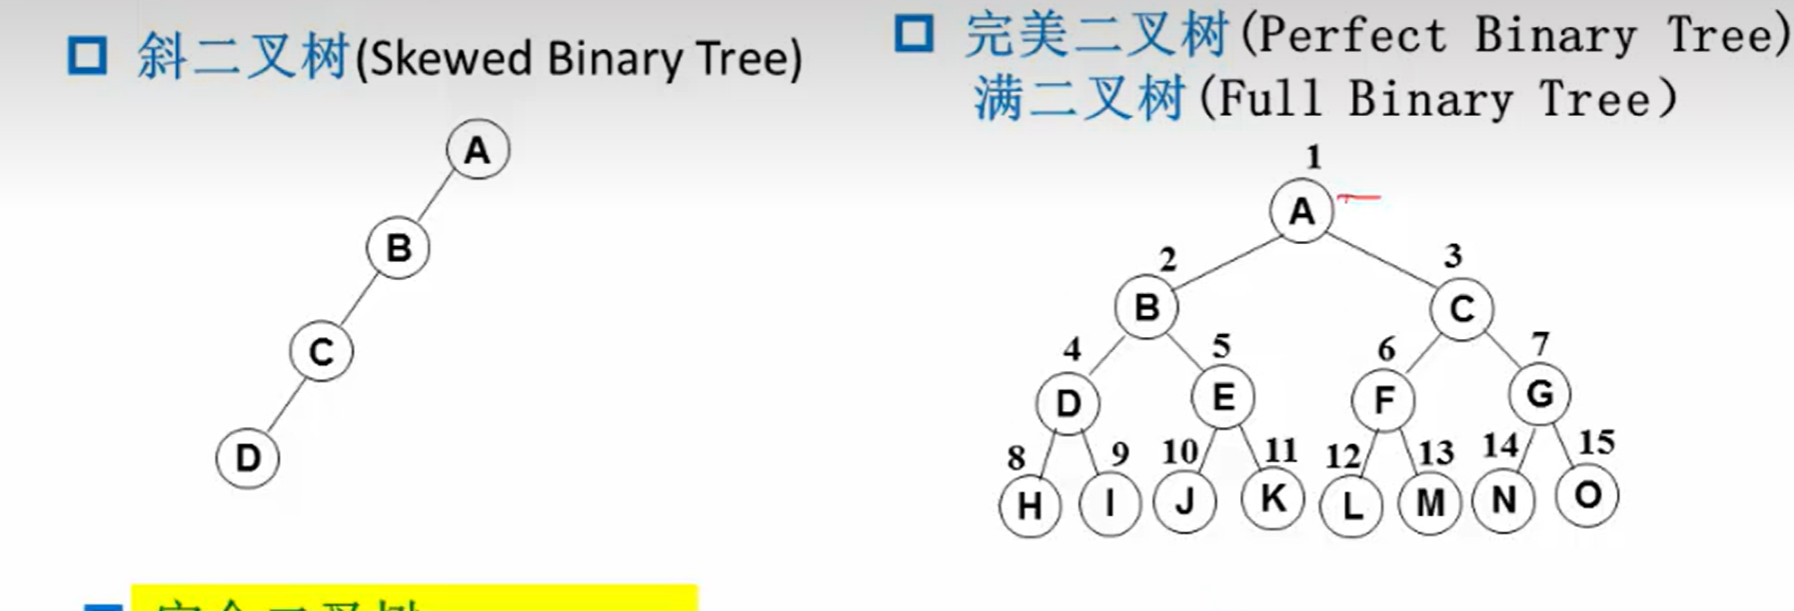 斜二叉树(Skewed Binary Tree)
A
B
C
D
完美二叉树(Perfect Binary Tree)
满二叉树(Full Binary Tree)
1
A
2 3
B C
4 5 6 7
D E F G
8 9 10 11 12 13 14 15
H I J K L M N O